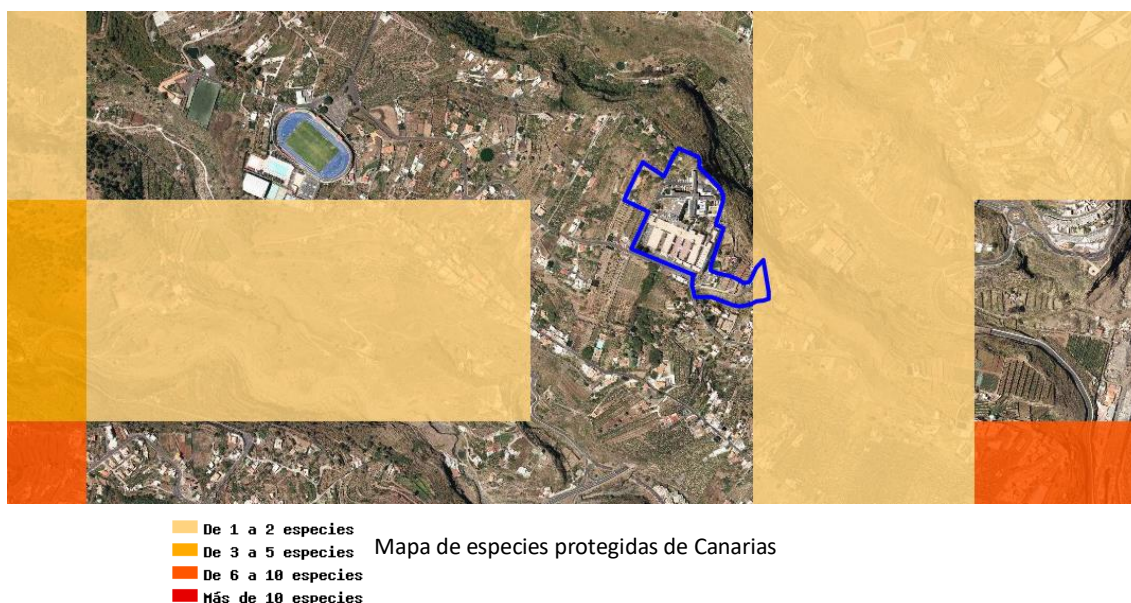 De 1 a 2 especies
De 3 a 5 especies
De 6 a 10 especies
Más de 10 especies
Mapa de especies protegidas de Canarias